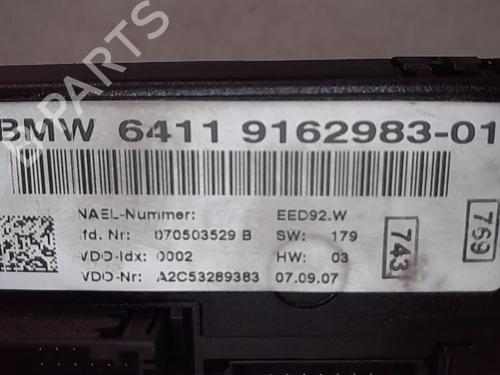 B-PARTS
BMW 6411 9162983-01
NAEL-Nummer: EED92.W
lfd. Nr: 070503529 B SW: 179
VDO-Idx: 0002 HW: 03
VDO-Nr: A2C53289383 07.09.07
743
769